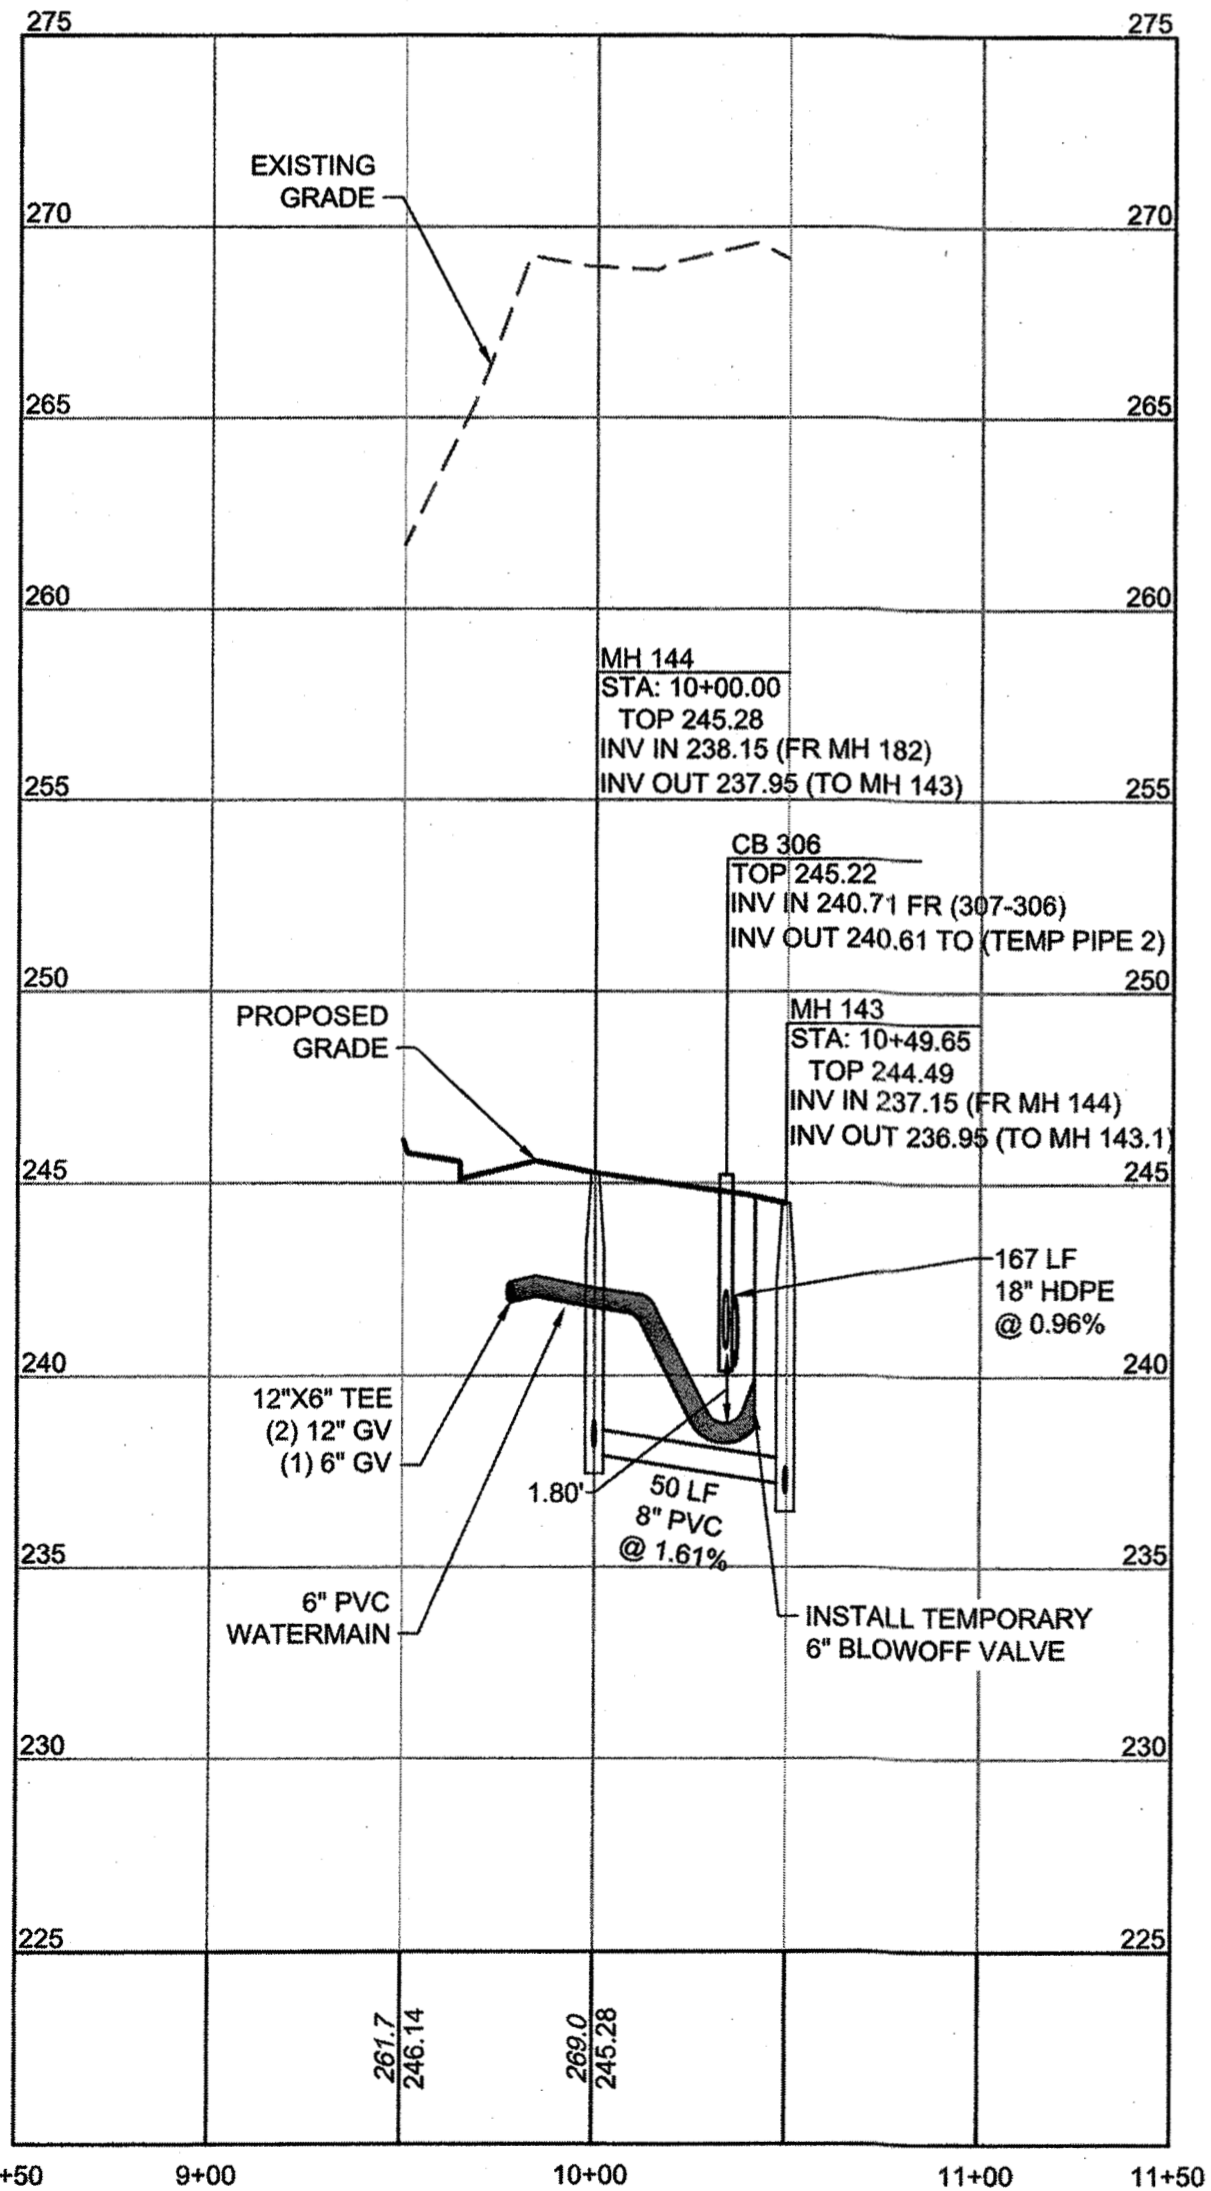 275 275
EXISTING
GRADE
270 270
265 265
260 260
MH 144
STA: 10+00.00
TOP 245.28
INV IN 238.15 (FR MH 182)
INV OUT 237.95 (TO MH 143)
255 255
CB 306
TOP 245.22
INV IN 240.71 FR (307-306)
INV OUT 240.61 TO (TEMP PIPE 2)
250 250
PROPOSED
GRADE
MH 143
STA: 10+49.65
TOP 244.49
INV IN 237.15 (FR MH 144)
INV OUT 236.95 (TO MH 143.1)
245 245
167 LF
18" HDPE
@ 0.96%
240 240
12"X6" TEE
(2) 12" GV
(1) 6" GV
1.80'
50 LF
8" PVC
@ 1.61%
235 235
6" PVC
WATERMAIN
INSTALL TEMPORARY
6" BLOWOFF VALVE
230 230
225 225
261.7
246.14
269.0
245.28
+50 9+00 10+00 11+00 11+50